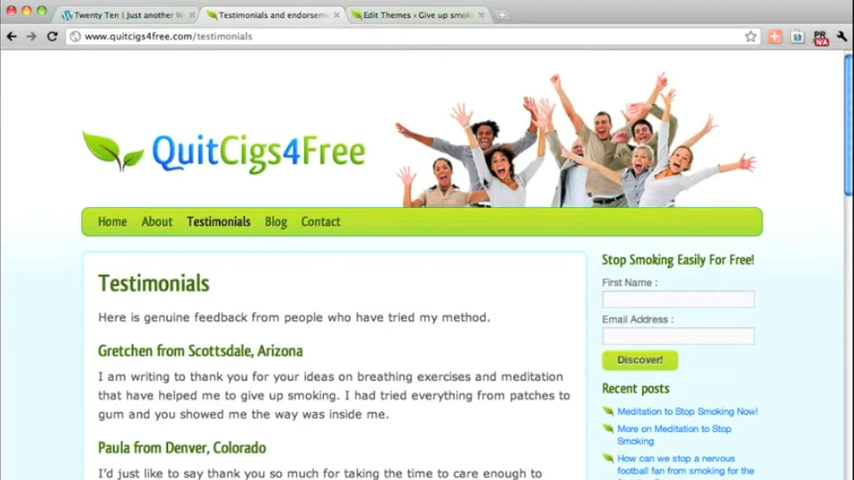 Twenty Ten | Just another W
Testimonials and endorseme
Edit Themes ‹ Give up smok
www.quitcigs4free.com/testimonials
QuitCigs4Free
Home About Testimonials Blog Contact
Testimonials
Here is genuine feedback from people who have tried my method.
Gretchen from Scottsdale, Arizona
I am writing to thank you for your ideas on breathing exercises and meditation
that have helped me to give up smoking. I had tried everything from patches to
gum and you showed me the way was inside me.
Paula from Denver, Colorado
I'd just like to say thank you so much for taking the time to care enough to
Stop Smoking Easily For Free!
First Name :
Email Address :
Discover!
Recent posts
Meditation to Stop Smoking Now!
More on Meditation to Stop
Smoking
How can we stop a nervous
football fan from smoking for the